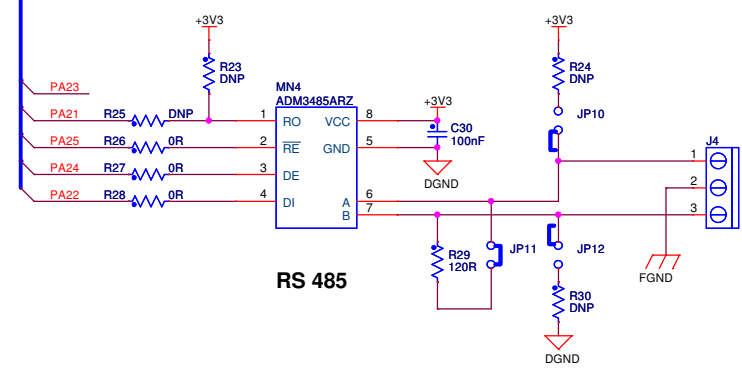 +3V3
+3V3
R23
DNP
R24
DNP
PA23
MN4
ADM3485ARZ
+3V3
JP10
PA21 R25 DNP 1 RO VCC 8
C30
100nF
PA25 R26 0R 2 RE GND 5
J4
PA24 R27 0R 3 DE
DGND
1
PA22 R28 0R 4 DI A 6
2
B 7
3
R29
120R
JP11
JP12
RS 485
FGND
R30
DNP
DGND